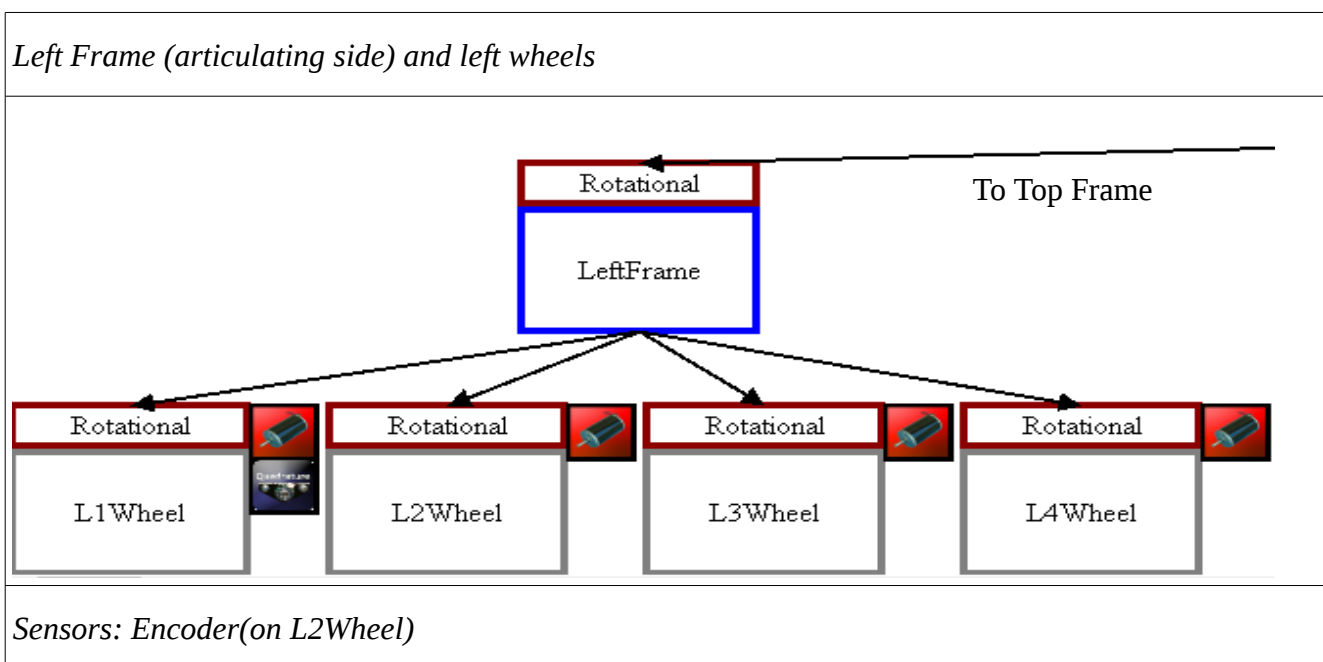 Left Frame (articulating side) and left wheels
Rotational
To Top Frame
LeftFrame
Rotational
Rotational
Rotational
Rotational
Quadrature
L1Wheel
L2Wheel
L3Wheel
L4Wheel
Sensors: Encoder(on L2Wheel)